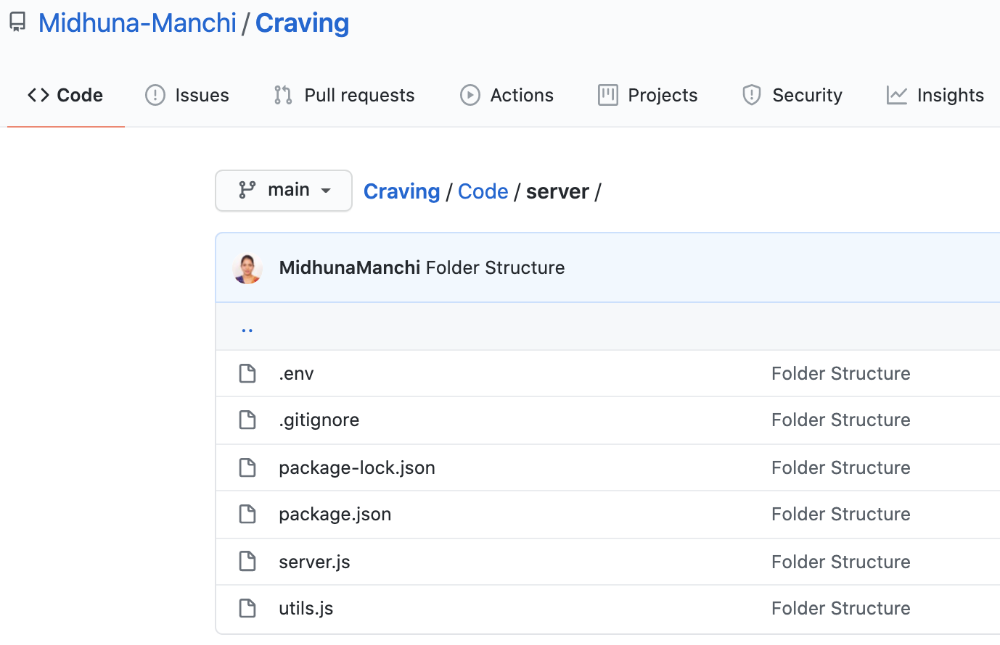 Midhuna-Manchi / Craving
Code Issues Pull requests Actions Projects Security Insights
main Craving / Code / server /
MidhunaManchi Folder Structure
..
.env Folder Structure
.gitignore Folder Structure
package-lock.json Folder Structure
package.json Folder Structure
server.js Folder Structure
utils.js Folder Structure